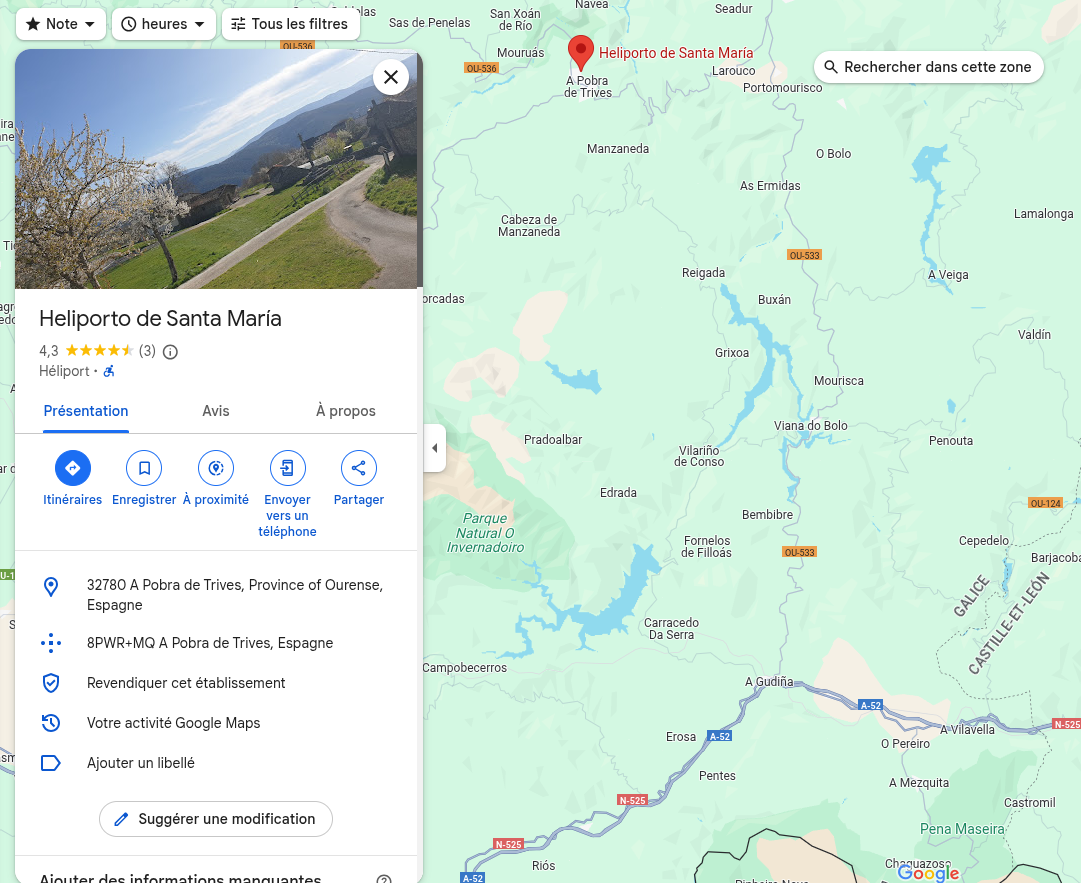 Note
heures
Tous les filtres
Heliporto de Santa María
4,3
(3)
Héliport ·
Présentation
Avis
À propos
Itinéraires
Enregistrer
À proximité
Envoyer
vers un
téléphone
Partager
32780 A Pobra de Trives, Province of Ourense,
Espagne
8PWR+MQ A Pobra de Trives, Espagne
Revendiquer cet établissement
Votre activité Google Maps
Ajouter un libellé
Suggérer une modification
Ajouter des informations manquantes
Rechercher dans cette zone
Navea
Seadur
San Xoán
de Río
Sas de Penelas
OU-536
Mouruás
OU-536
Heliporto de Santa María
A Pobra
de Trives
Larouco
Portomourisco
Manzaneda
O Bolo
As Ermidas
Lamalonga
Cabeza de
Manzaneda
OU-533
Reigada
A Veiga
Buxán
orcadas
Valdín
Grixoa
Mourisca
Viana do Bolo
Pradoalbar
Penouta
Vilariño
de Conso
Edrada
OU-124
Bembibre
Parque
Natural O
Invernadoiro
Fornelos
de Filloás
OU-533
Cepedelo
Barjacoba
GALICE
CASTILLE-ET-LEÓN
Carracedo
Da Serra
Campobecerros
A Gudiña
A-52
N-525
A Vilavella
Erosa
A-52
O Pereiro
Pentes
A Mezquita
N-525
Castromil
Pena Maseira
N-525
Riós
Chaguazoso
Google
A-52